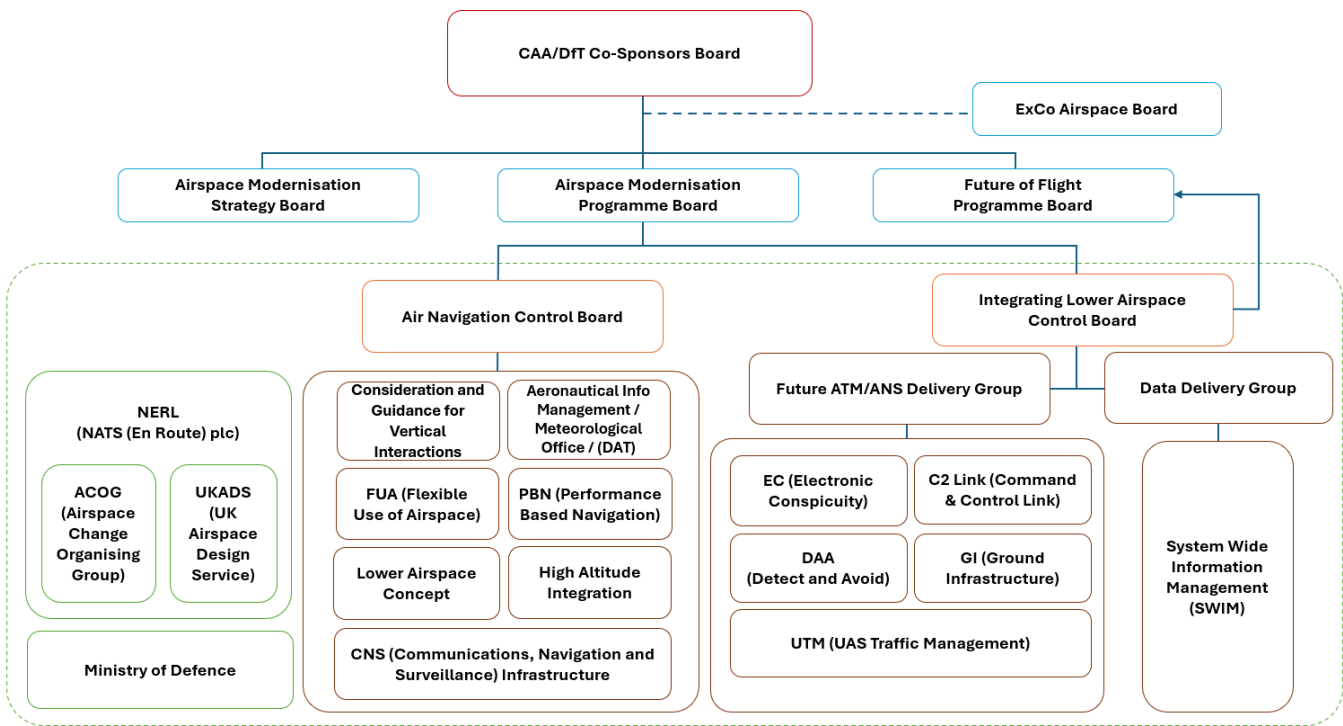 CAA/DfT Co-Sponsors Board
ExCo Airspace Board
Airspace Modernisation
Strategy Board
Airspace Modernisation
Programme Board
Future of Flight
Programme Board
Air Navigation Control Board
Integrating Lower Airspace
Control Board
NERL
(NATS (En Route) plc)
ACOG
(Airspace
Change
Organising
Group)
UKADS
(UK
Airspace
Design
Service)
Ministry of Defence
Consideration and
Guidance for
Vertical
Interactions
Aeronautical Info
Management /
Meteorological
Office / (DAT)
FUA (Flexible
Use of Airspace)
PBN (Performance
Based Navigation)
Lower Airspace
Concept
High Altitude
Integration
CNS (Communications, Navigation and
Surveillance) Infrastructure
Future ATM/ANS Delivery Group
Data Delivery Group
EC (Electronic
Conspicuity)
C2 Link (Command
& Control Link)
DAA
(Detect and Avoid)
GI (Ground
Infrastructure)
UTM (UAS Traffic Management)
System Wide
Information
Management
(SWIM)